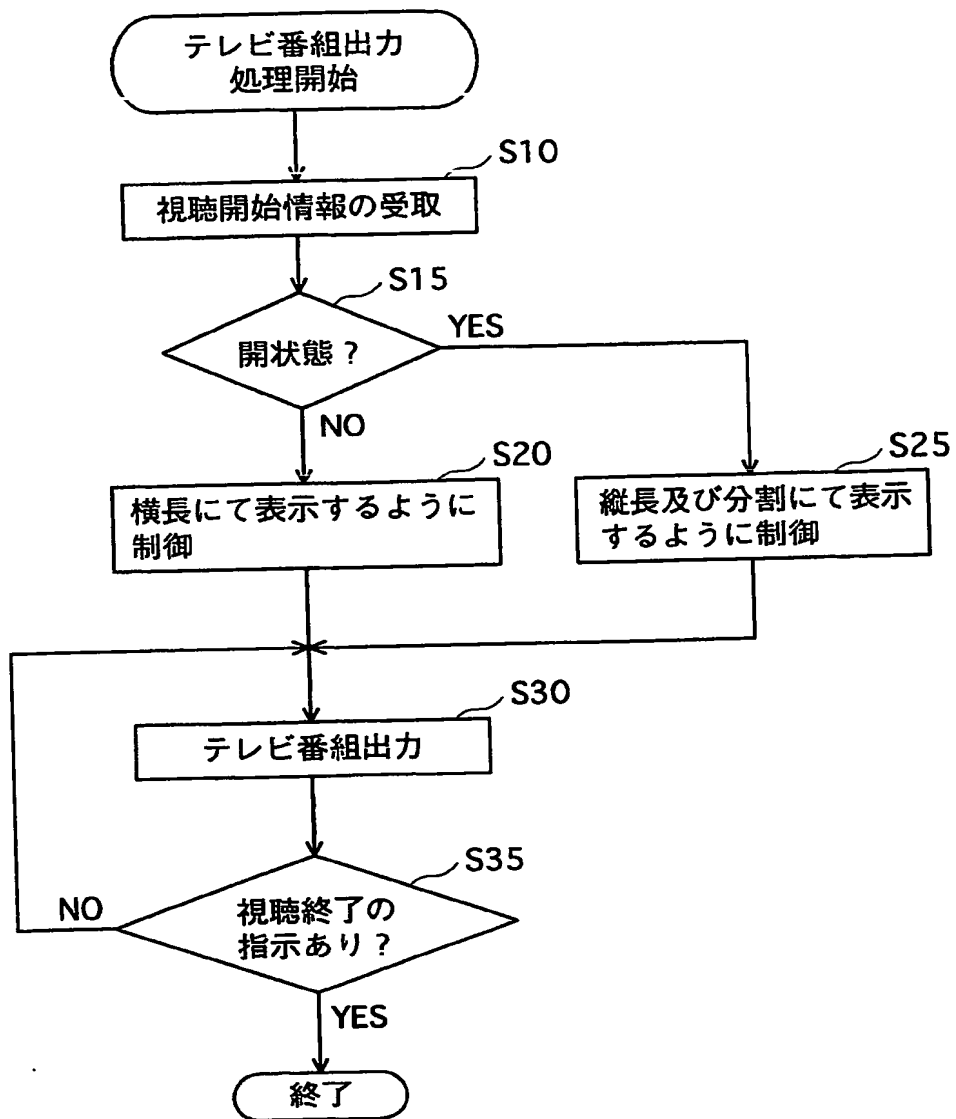 テレビ番組出力
処理開始
S10
視聴開始情報の受取
S15
開状態？
YES
NO
S20
横長にて表示するように
制御
S25
縦長及び分割にて表示
するように制御
S30
テレビ番組出力
S35
視聴終了の
指示あり？
NO
YES
終了